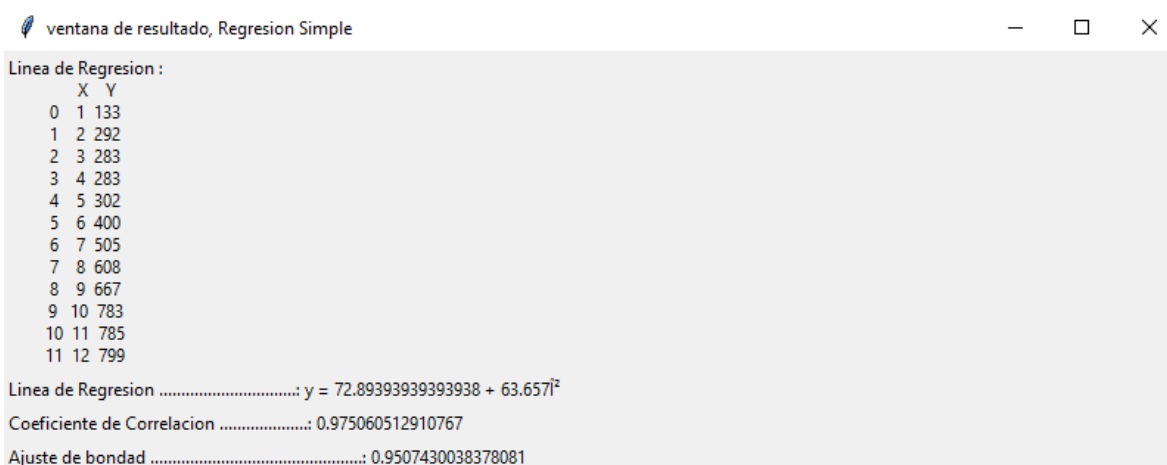 ventana de resultado, Regresion Simple
Linea de Regresion :
X Y
0 1 133
1 2 292
2 3 283
3 4 283
4 5 302
5 6 400
6 7 505
7 8 608
8 9 667
9 10 783
10 11 785
11 12 799
Linea de Regresion ...............................: y = 72.89393939393938 + 63.657Î²
Coeficiente de Correlacion ....................: 0.975060512910767
Ajuste de bondad ................................................: 0.9507430038378081